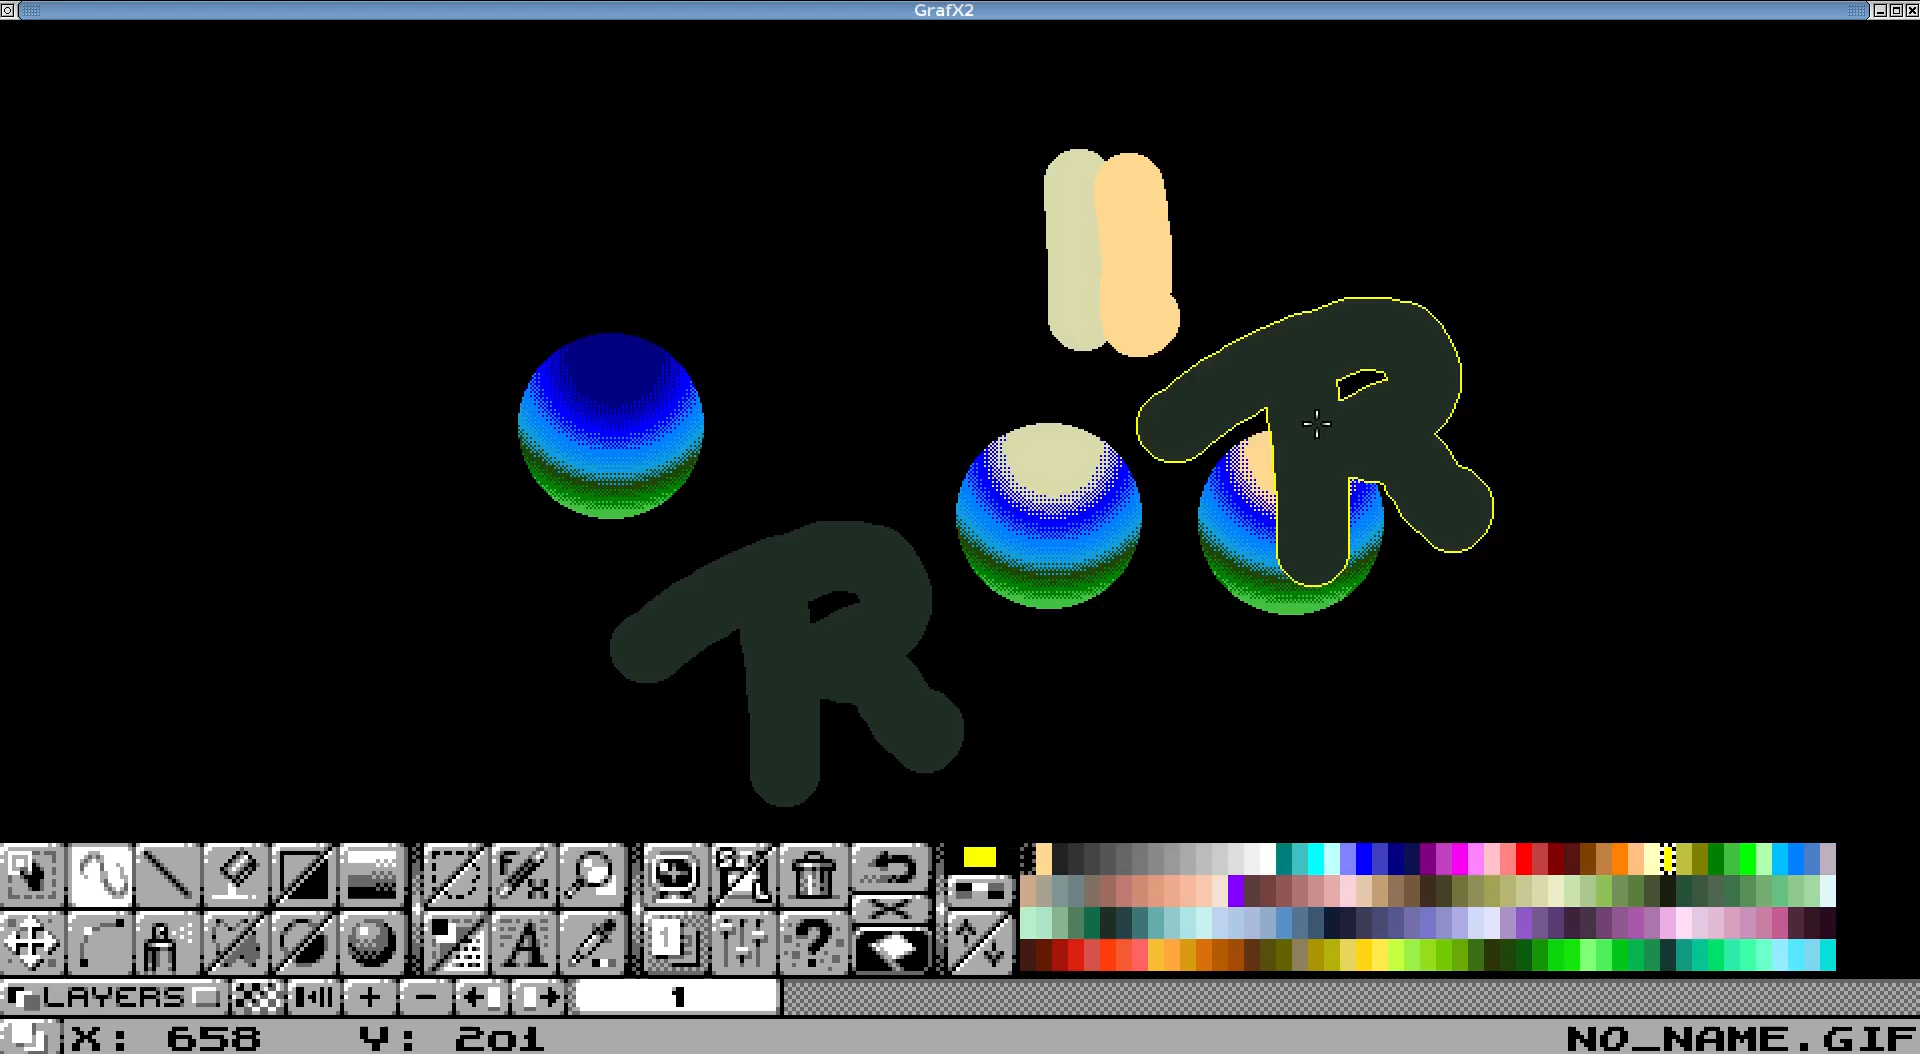 GrafX2
R
R
LAYERS 1
X: 658 Y: 201 NO_NAME.GIF